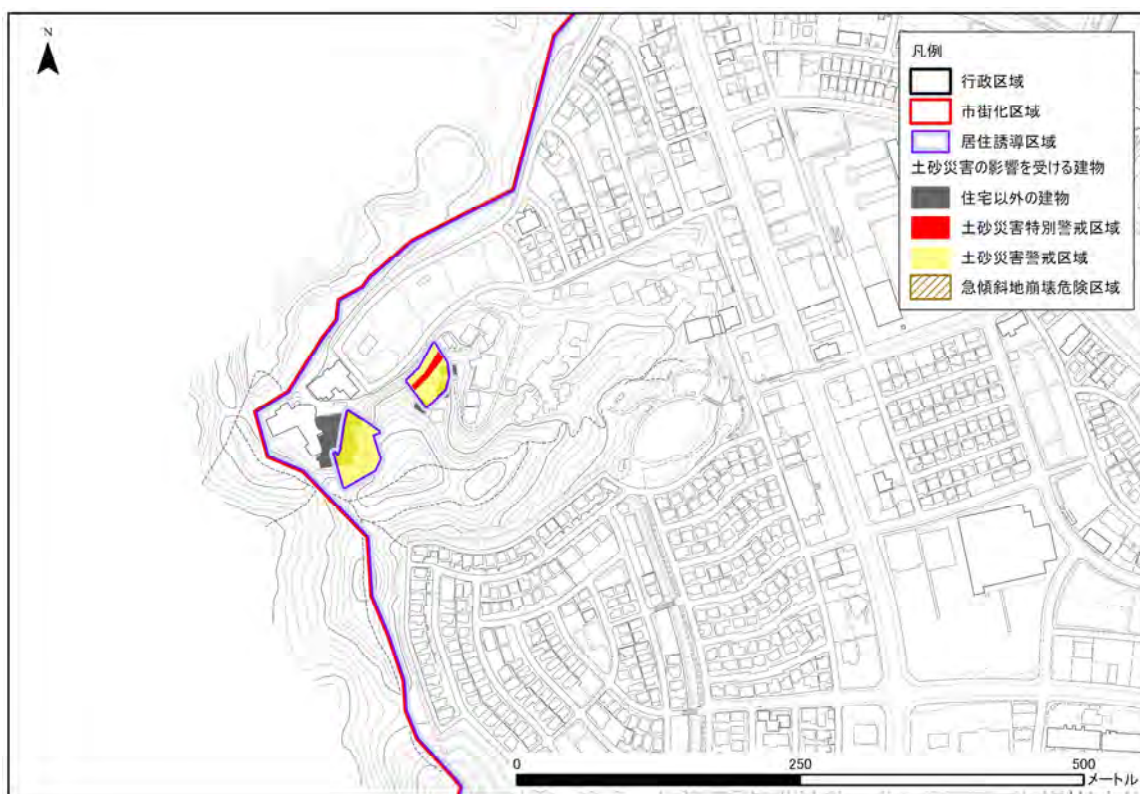 N
凡例
行政区域
市街化区域
居住誘導区域
土砂災害の影響を受ける建物
住宅以外の建物
土砂災害特別警戒区域
土砂災害警戒区域
急傾斜地崩壊危険区域
0 250 500
メートル